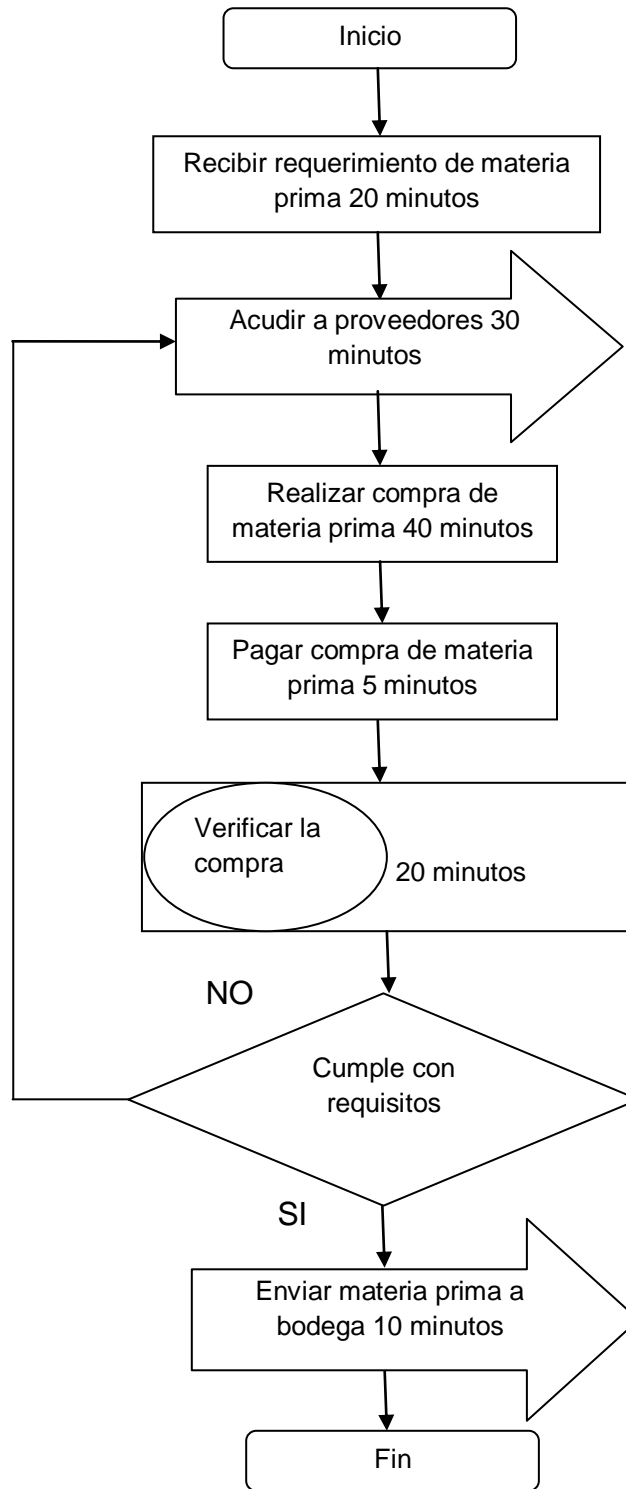 Inicio
Recibir requerimiento de materia
prima 20 minutos
Acudir a proveedores 30
minutos
Realizar compra de
materia prima 40 minutos
Pagar compra de materia
prima 5 minutos
Verificar la
compra
20 minutos
NO
Cumple con
requisitos
SI
Enviar materia prima a
bodega 10 minutos
Fin